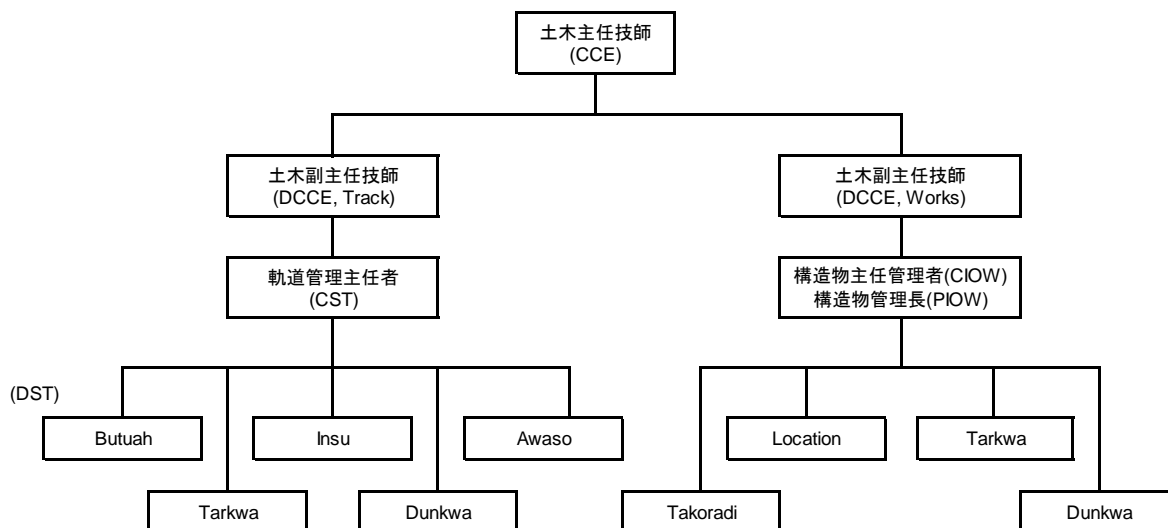 土木主任技師
(CCE)
土木副主任技師
(DCCE, Track)
土木副主任技師
(DCCE, Works)
軌道管理主任者
(CST)
構造物主任管理者(CIOW)
構造物管理長(PIOW)
(DST)
Butuah
Insu
Awaso
Location
Tarkwa
Tarkwa
Dunkwa
Takoradi
Dunkwa